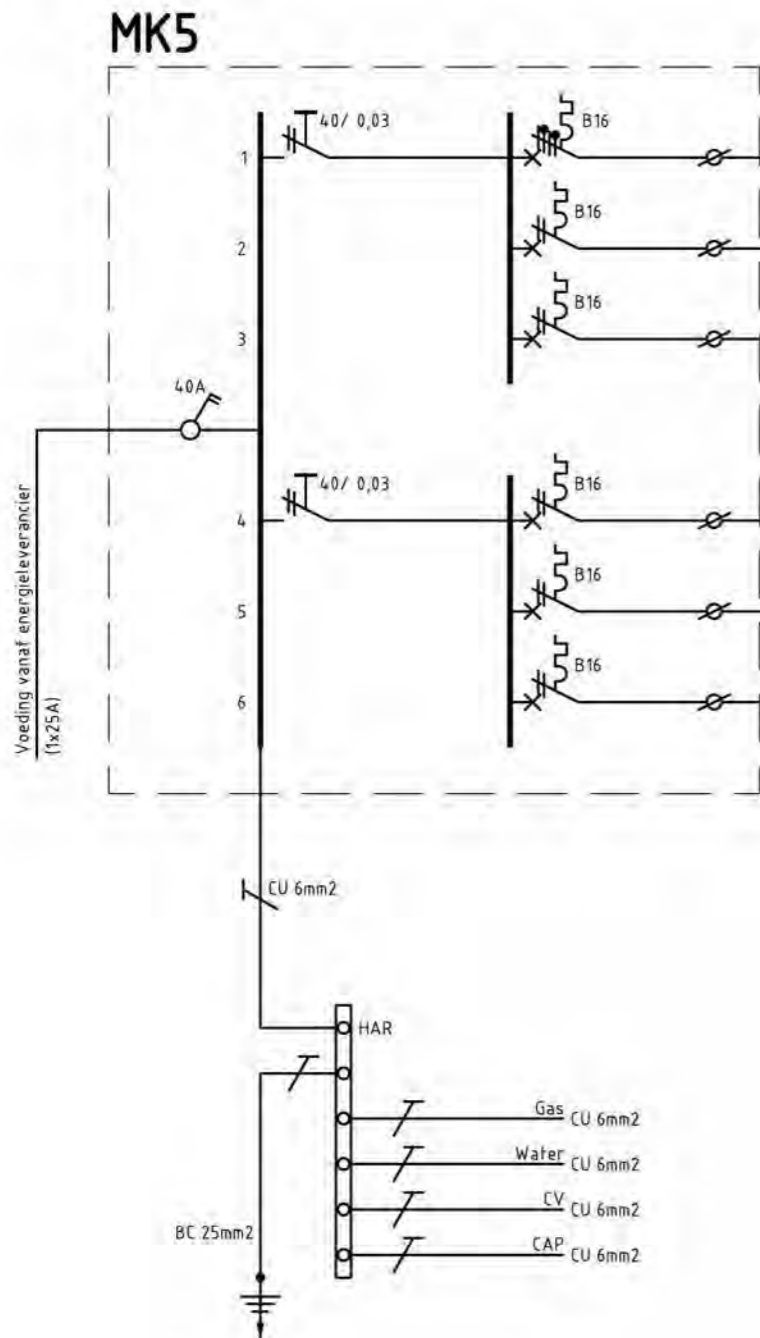 MK5
40/ 0,03
B16
1
B16
2
B16
3
40A
Voeding vanaf energieleverancier
(1x25A)
40/ 0,03
B16
4
B16
5
B16
6
CU 6mm2
HAR
Gas CU 6mm2
Water CU 6mm2
CV CU 6mm2
BC 25mm2
CAP CU 6mm2